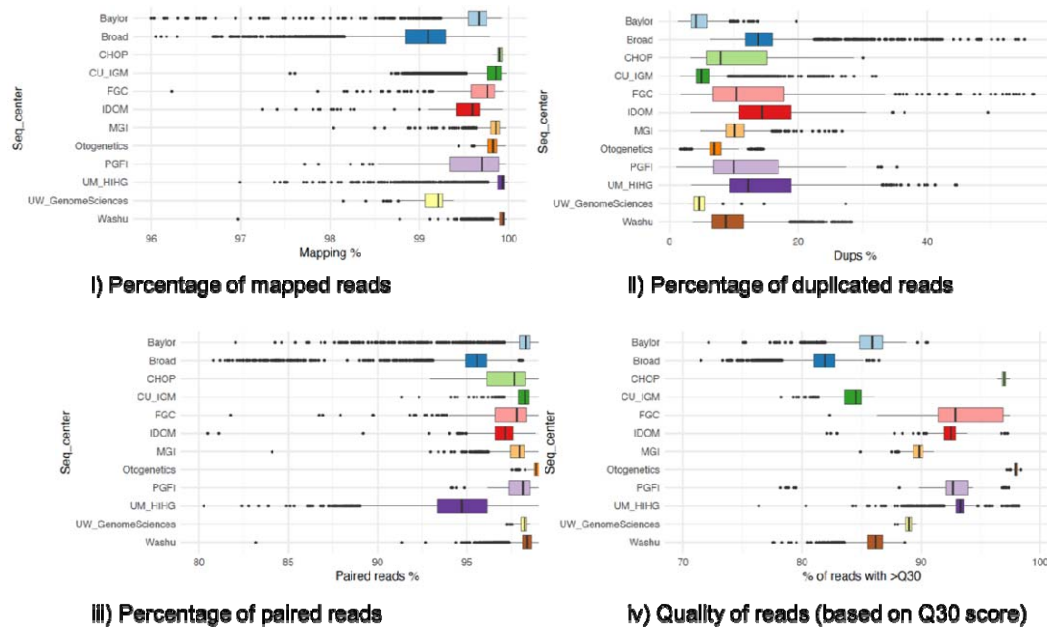 Baylor
Broad
CHOP
CU_IGM
FGC
IDOM
MGI
Otogenetics
PGFI
UM_HIHG
UW_GenomeSciences
Washu
Seq_center
96 97 98 99 100
Mapping %
i) Percentage of mapped reads
Baylor
Broad
CHOP
CU_IGM
FGC
IDOM
MGI
Otogenetics
PGFI
UM_HIHG
UW_GenomeSciences
Washu
Seq_center
0 20 40
Dups %
ii) Percentage of duplicated reads
Baylor
Broad
CHOP
CU_IGM
FGC
IDOM
MGI
Otogenetics
PGFI
UM_HIHG
UW_GenomeSciences
Washu
Seq_center
80 85 90 95
Paired reads %
iii) Percentage of paired reads
Baylor
Broad
CHOP
CU_IGM
FGC
IDOM
MGI
Otogenetics
PGFI
UM_HIHG
UW_GenomeSciences
Washu
Seq_center
70 80 90 100
% of reads with >Q30
iv) Quality of reads (based on Q30 score)